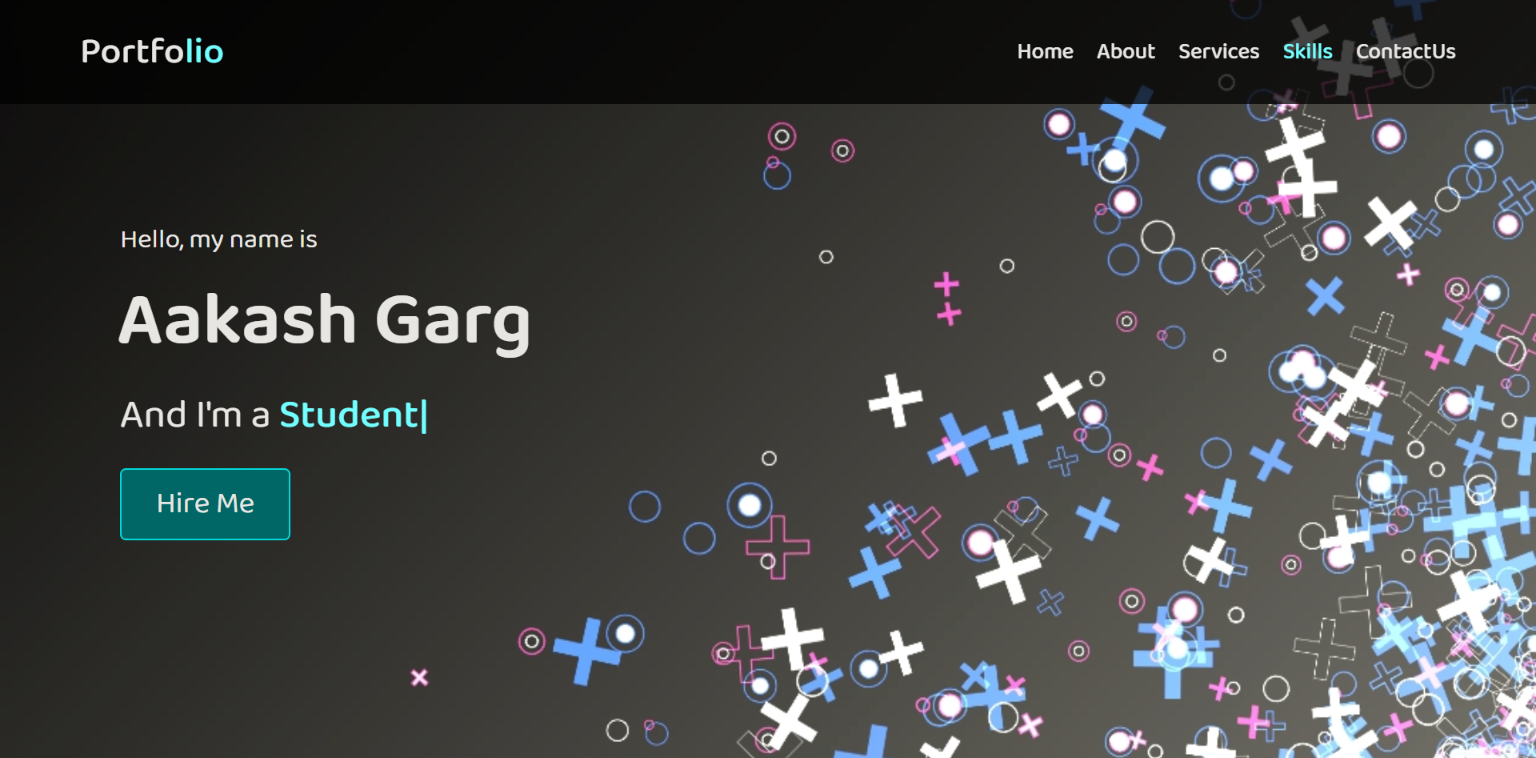 Portfolio
Home About Services Skills ContactUs
Hello, my name is
Aakash Garg
And I'm a Student|
Hire Me